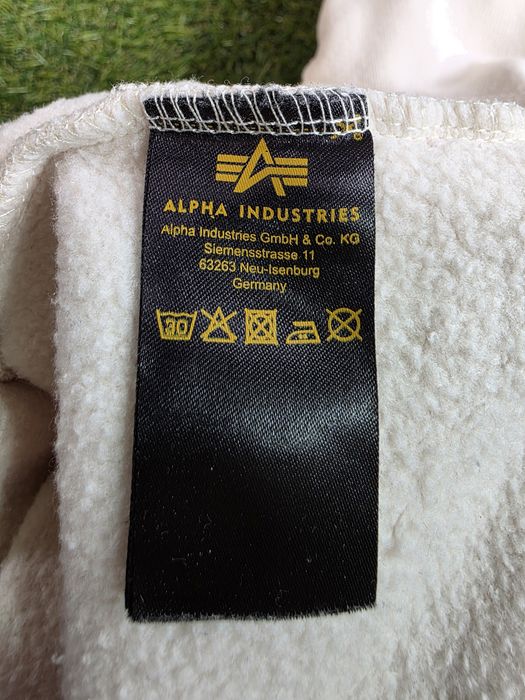 ALPHA INDUSTRIES
Alpha Industries GmbH & Co. KG
Siemensstrasse 11
63263 Neu-Isenburg
Germany
30